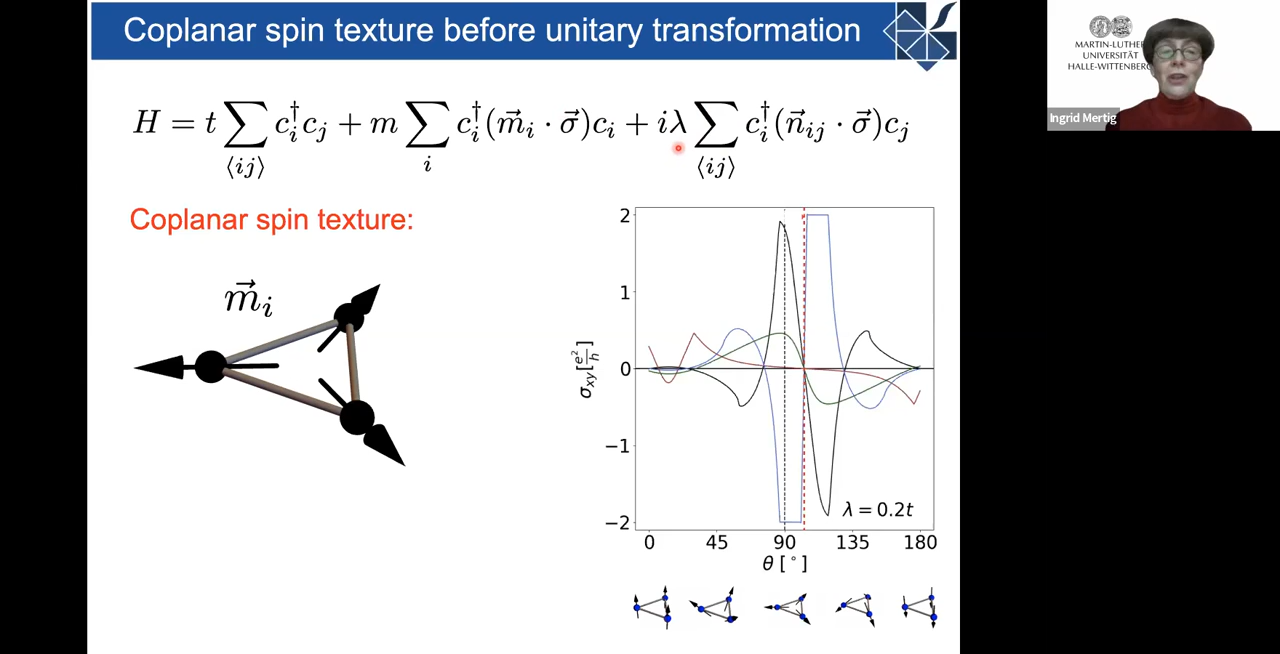 Coplanar spin texture before unitary transformation
MARTIN-LUTHER
UNIVERSITÄT
HALLE-WITTENBERG
Ingrid Mertig
H = t ∑⟨ij⟩ c†ᵢcⱼ + m ∑ᵢ c†ᵢ(m⃗ᵢ · σ⃗)cᵢ + iλ ∑⟨ij⟩ c†ᵢ(n⃗ᵢⱼ · σ⃗)cⱼ
Coplanar spin texture:
m⃗ᵢ
σxy[e²/h]
2
1
0
−1
−2
λ = 0.2t
0 45 90 135 180
θ [°]